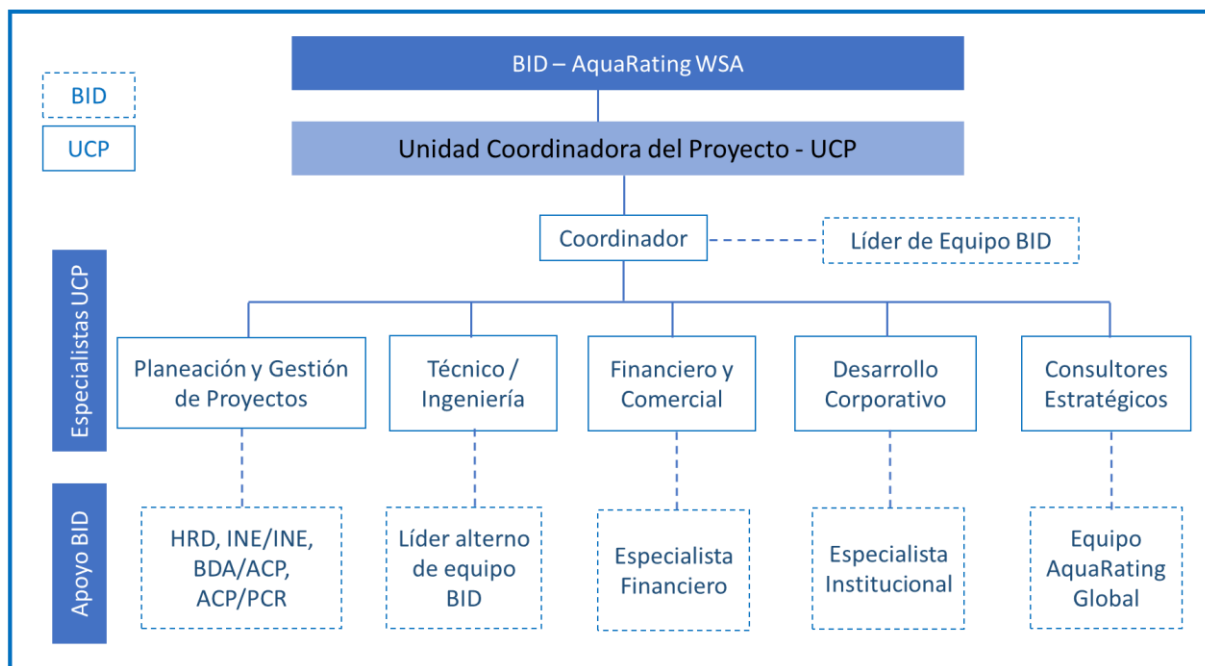 BID – AquaRating WSA
BID
UCP
Unidad Coordinadora del Proyecto - UCP
Coordinador
Líder de Equipo BID
Especialistas UCP
Planeación y Gestión
de Proyectos
Técnico /
Ingeniería
Financiero y
Comercial
Desarrollo
Corporativo
Consultores
Estratégicos
Apoyo BID
HRD, INE/INE,
BDA/ACP,
ACP/PCR
Líder alterno
de equipo
BID
Especialista
Financiero
Especialista
Institucional
Equipo
AquaRating
Global